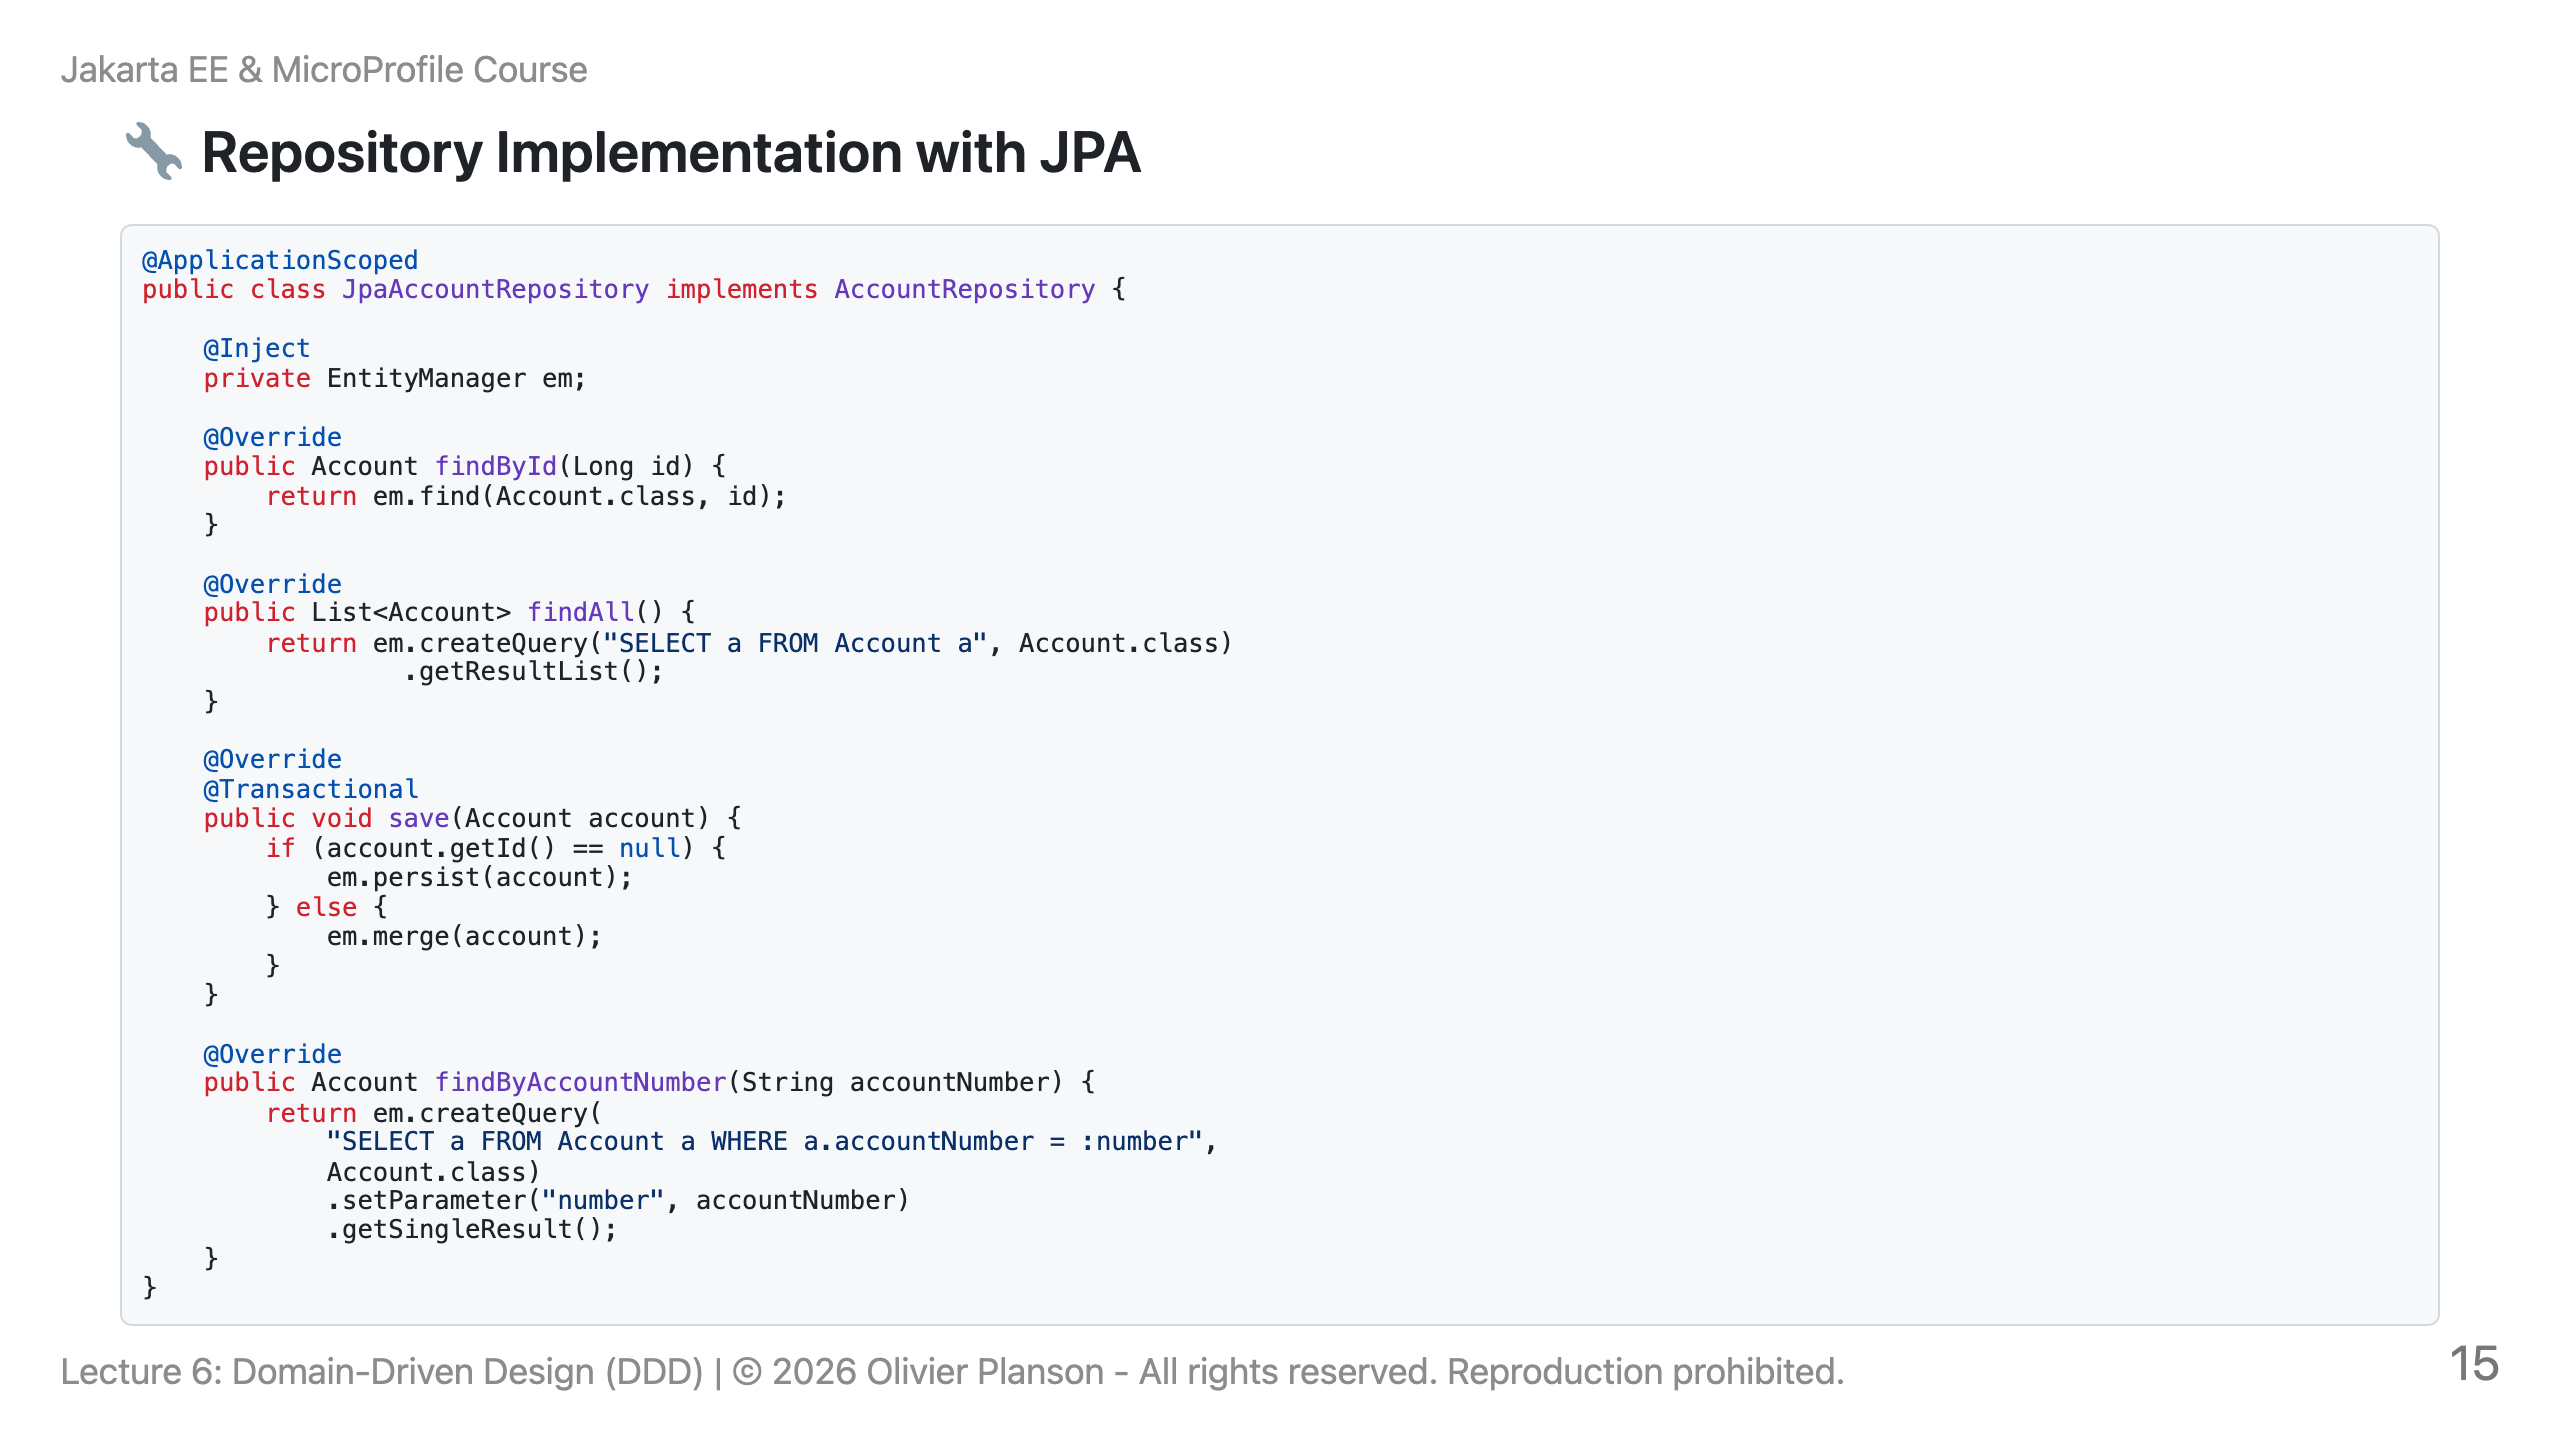 Jakarta EE & MicroProfile Course
🔧 Repository Implementation with JPA
@ApplicationScoped
public class JpaAccountRepository implements AccountRepository {

    @Inject
    private EntityManager em;

    @Override
    public Account findById(Long id) {
        return em.find(Account.class, id);
    }

    @Override
    public List<Account> findAll() {
        return em.createQuery("SELECT a FROM Account a", Account.class)
                 .getResultList();
    }

    @Override
    @Transactional
    public void save(Account account) {
        if (account.getId() == null) {
            em.persist(account);
        } else {
            em.merge(account);
        }
    }

    @Override
    public Account findByAccountNumber(String accountNumber) {
        return em.createQuery(
            "SELECT a FROM Account a WHERE a.accountNumber = :number",
            Account.class)
            .setParameter("number", accountNumber)
            .getSingleResult();
    }
}
Lecture 6: Domain-Driven Design (DDD) | © 2026 Olivier Planson - All rights reserved. Reproduction prohibited.
15